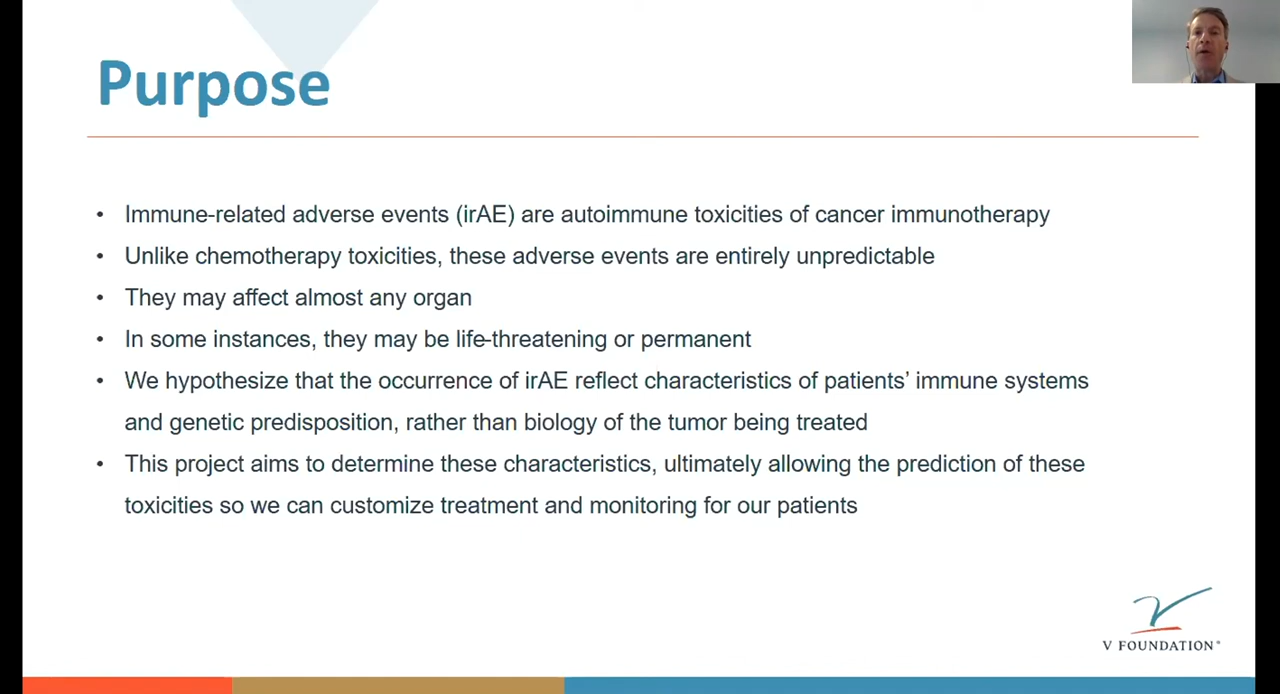 Purpose
• Immune-related adverse events (irAE) are autoimmune toxicities of cancer immunotherapy
• Unlike chemotherapy toxicities, these adverse events are entirely unpredictable
• They may affect almost any organ
• In some instances, they may be life-threatening or permanent
• We hypothesize that the occurrence of irAE reflect characteristics of patients’ immune systems
and genetic predisposition, rather than biology of the tumor being treated
• This project aims to determine these characteristics, ultimately allowing the prediction of these
toxicities so we can customize treatment and monitoring for our patients
V FOUNDATION®